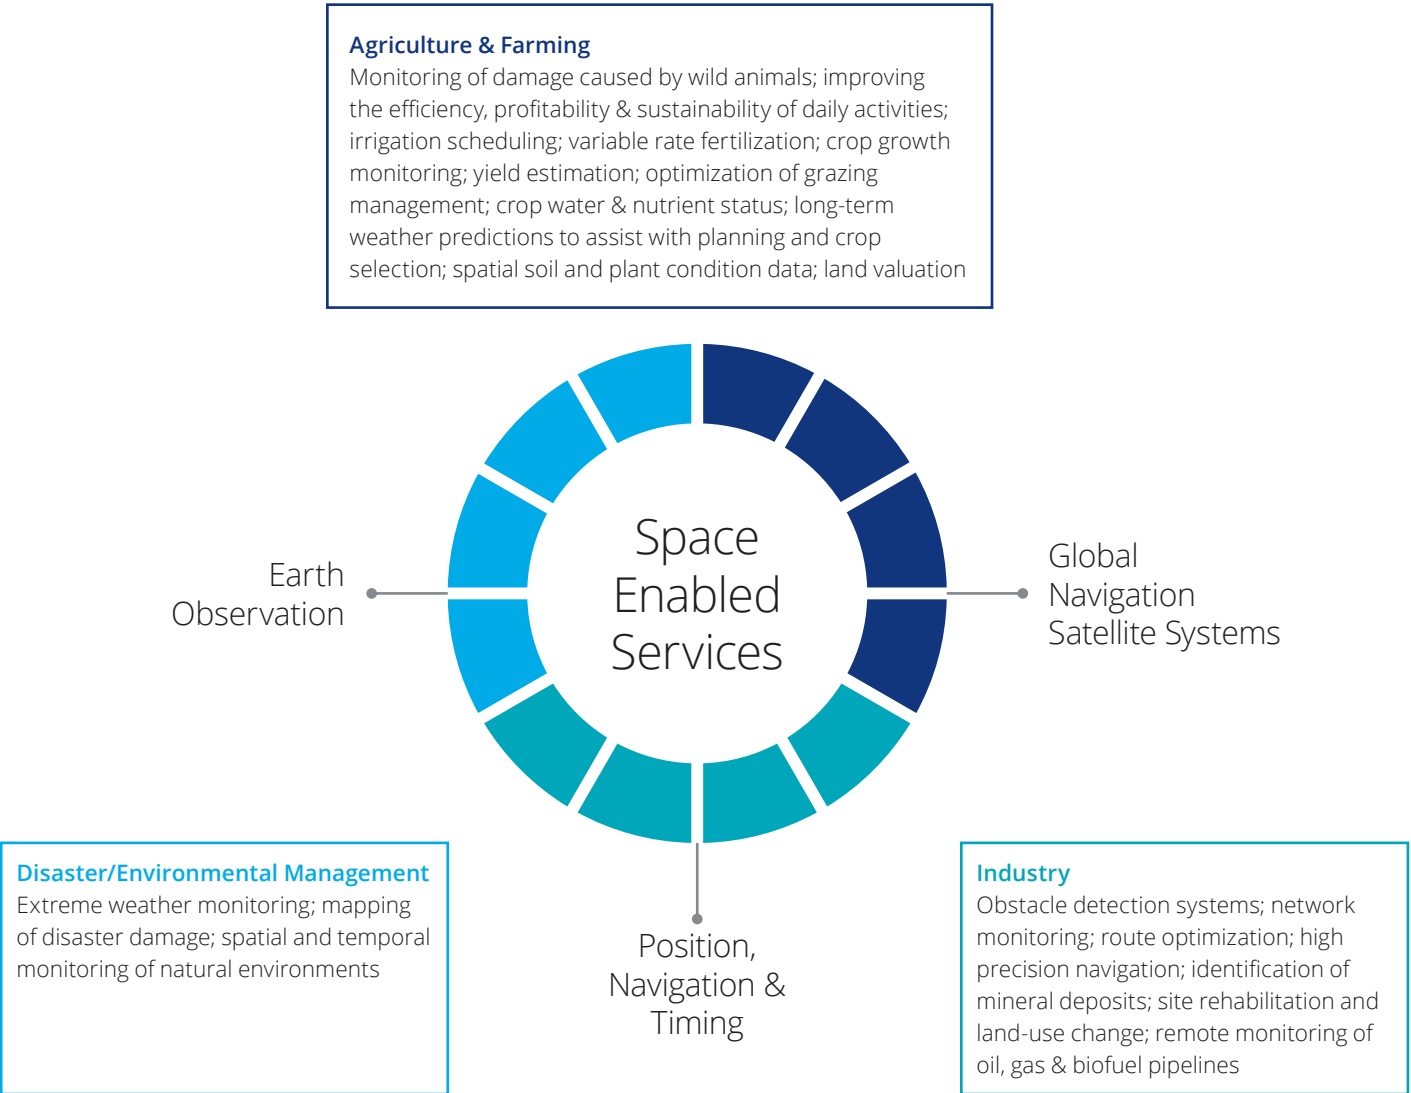 Agriculture & Farming
Monitoring of damage caused by wild animals; improving
the efficiency, profitability & sustainability of daily activities;
irrigation scheduling; variable rate fertilization; crop growth
monitoring; yield estimation; optimization of grazing
management; crop water & nutrient status; long-term
weather predictions to assist with planning and crop
selection; spatial soil and plant condition data; land valuation
Space
Enabled
Services
Earth
Observation
Global
Navigation
Satellite Systems
Position,
Navigation &
Timing
Disaster/Environmental Management
Extreme weather monitoring; mapping
of disaster damage; spatial and temporal
monitoring of natural environments
Industry
Obstacle detection systems; network
monitoring; route optimization; high
precision navigation; identification of
mineral deposits; site rehabilitation and
land-use change; remote monitoring of
oil, gas & biofuel pipelines